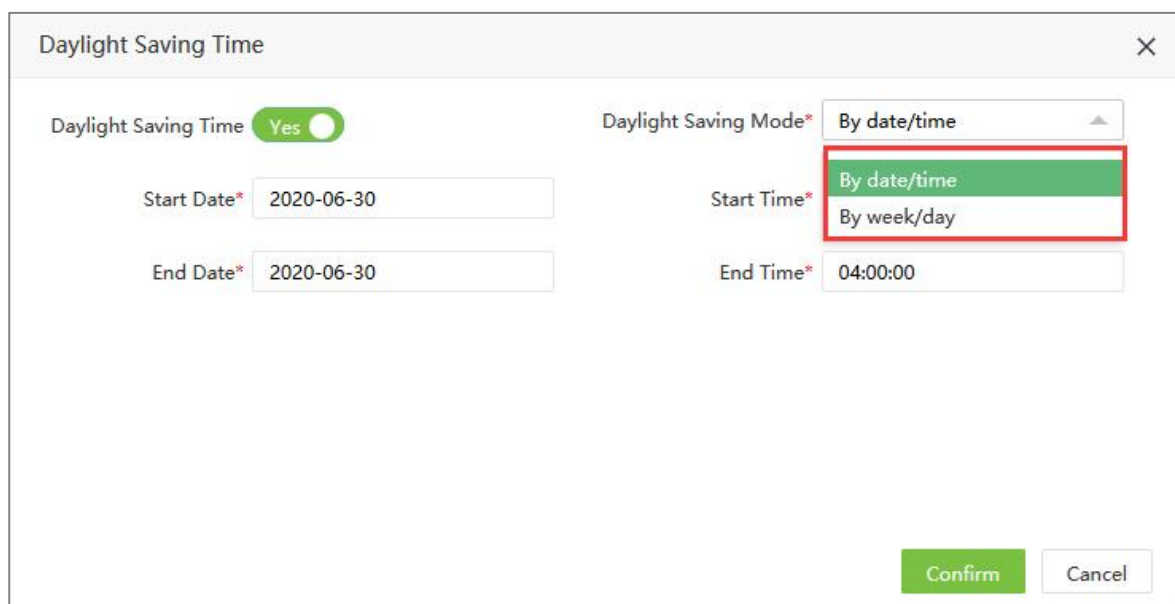 Daylight Saving Time
Daylight Saving Time Yes Daylight Saving Mode* By date/time
By date/time
Start Date* 2020-06-30 Start Time*
By week/day
End Date* 2020-06-30 End Time* 04:00:00
Confirm Cancel